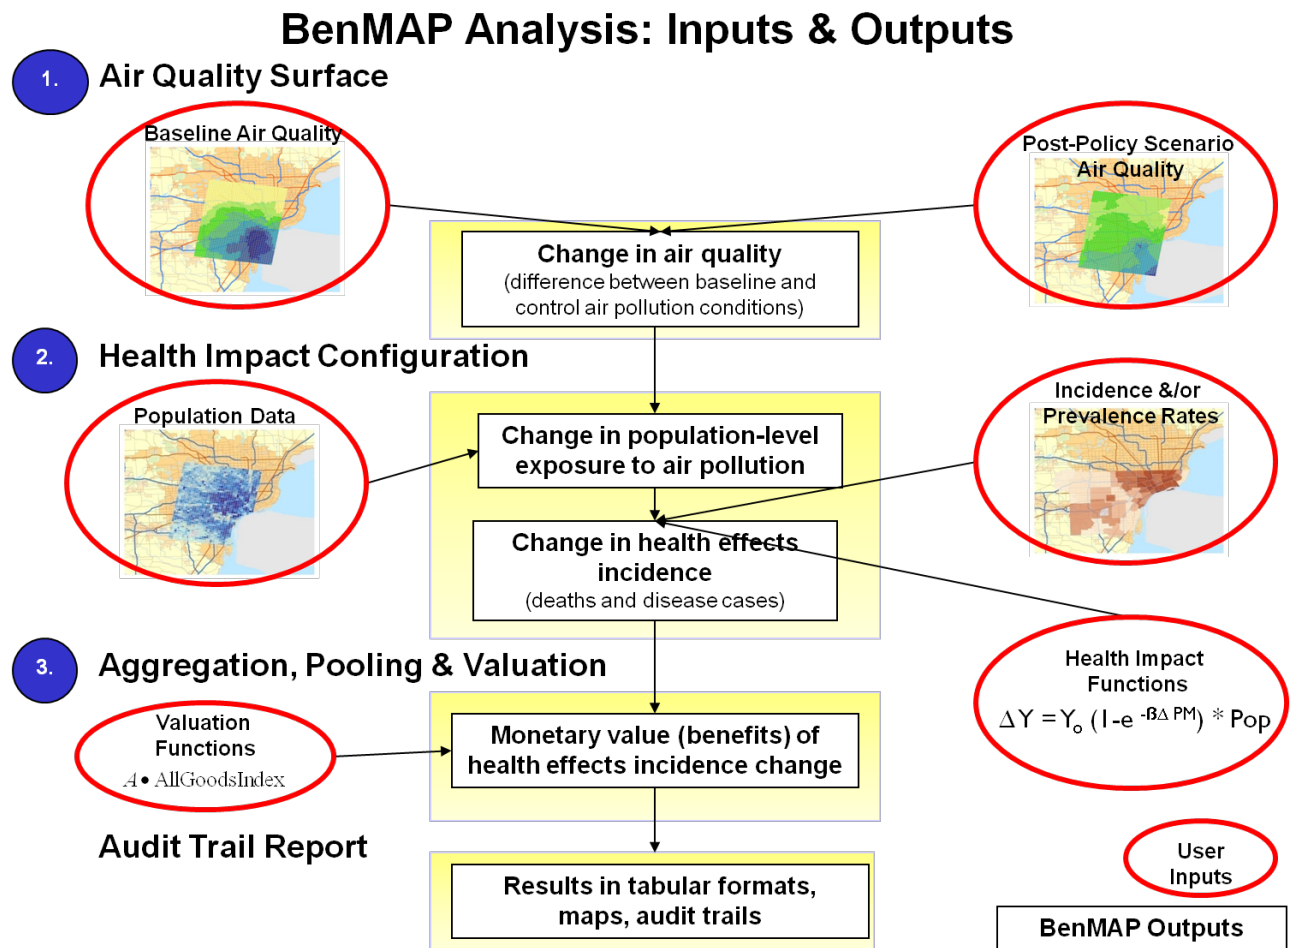 BenMAP Analysis: Inputs & Outputs
1.
Air Quality Surface
Baseline Air Quality
Post-Policy Scenario
Air Quality
Change in air quality
(difference between baseline and
control air pollution conditions)
2.
Health Impact Configuration
Population Data
Incidence &/or
Prevalence Rates
Change in population-level
exposure to air pollution
Change in health effects
incidence
(deaths and disease cases)
3.
Aggregation, Pooling & Valuation
Health Impact
Functions
ΔY = Yo (1-e -βΔ PM) * Pop
Valuation
Functions
A • AllGoodsIndex
Monetary value (benefits) of
health effects incidence change
Audit Trail Report
User
Inputs
Results in tabular formats,
maps, audit trails
BenMAP Outputs